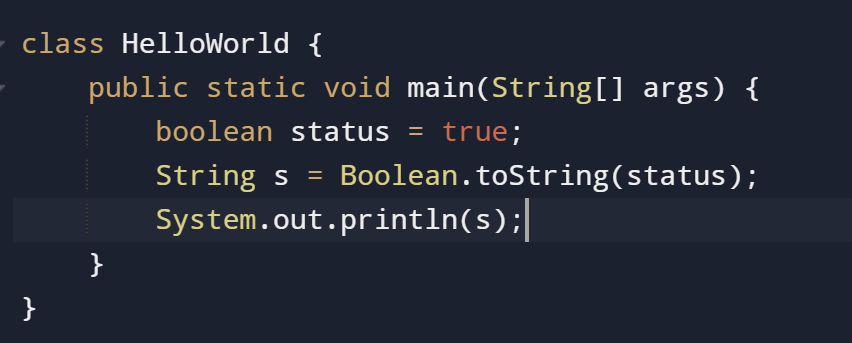 class HelloWorld {
    public static void main(String[] args) {
        boolean status = true;
        String s = Boolean.toString(status);
        System.out.println(s);
    }
}